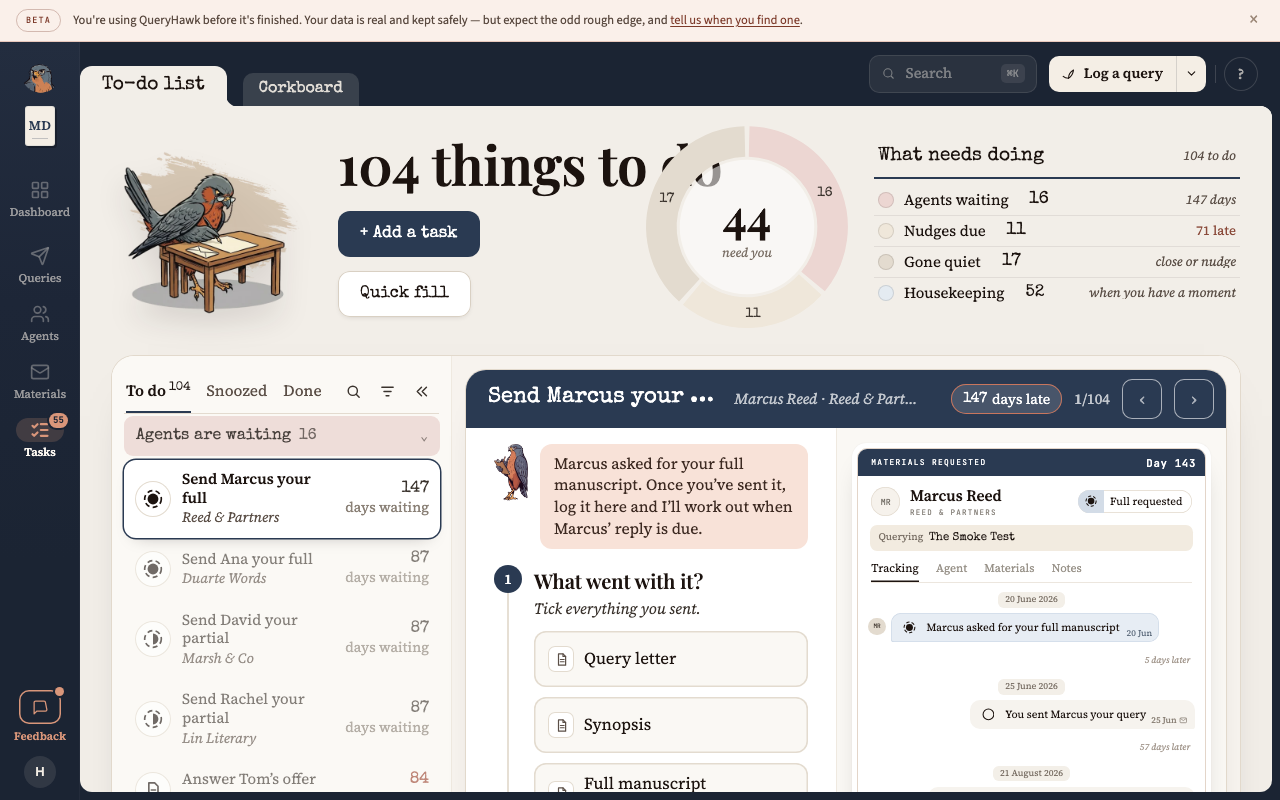 BETA
You're using QueryHawk before it's finished. Your data is real and kept safely — but expect the odd rough edge, and tell us when you find one.
×
To-do list
Corkboard
Search
⌘K
Log a query
?
MD
Dashboard
Queries
Agents
Materials
55
Tasks
Feedback
H
104 things to do
+ Add a task
Quick fill
17
16
11
44
need you
What needs doing
104 to do
Agents waiting 16
147 days
Nudges due 11
71 late
Gone quiet 17
close or nudge
Housekeeping 52
when you have a moment
To do 104
Snoozed
Done
Agents are waiting 16
Send Marcus your
full
Reed & Partners
147
days waiting
Send Ana your full
Duarte Words
87
days waiting
Send David your
partial
Marsh & Co
87
days waiting
Send Rachel your
partial
Lin Literary
87
days waiting
Answer Tom's offer
84
Send Marcus your ...
Marcus Reed · Reed & Part...
147 days late
1/104
‹
›
Marcus asked for your full
manuscript. Once you've sent it,
log it here and I'll work out when
Marcus' reply is due.
1
What went with it?
Tick everything you sent.
Query letter
Synopsis
Full manuscript
MATERIALS REQUESTED
Day 143
MR
Marcus Reed
REED & PARTNERS
Full requested
Querying The Smoke Test
Tracking
Agent
Materials
Notes
20 June 2026
MR
Marcus asked for your full manuscript
20 Jun
5 days later
25 June 2026
You sent Marcus your query
25 Jun
57 days later
21 August 2026